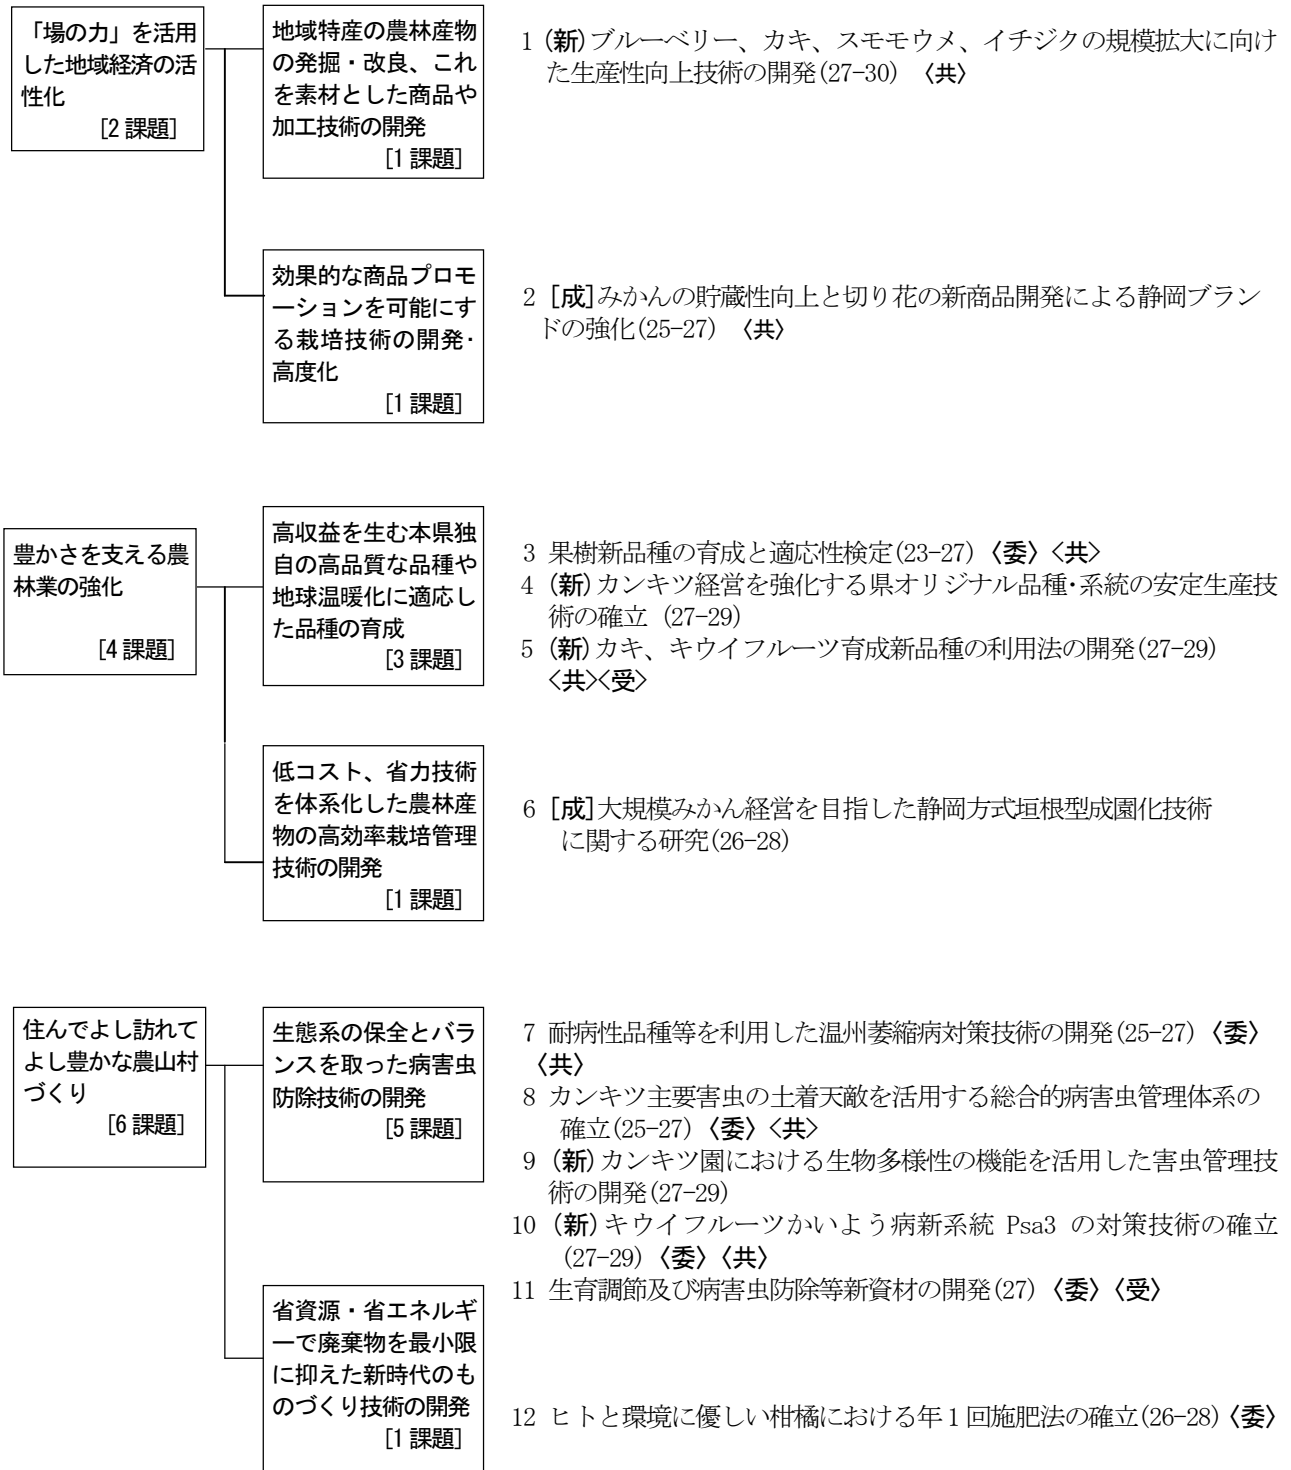 「場の力」を活用
した地域経済の活
性化
[2 課題]
地域特産の農林産物
の発掘・改良、これ
を素材とした商品や
加工技術の開発
[1 課題]
1 (新)ブルーベリー、カキ、スモモウメ、イチジクの規模拡大に向け
た生産性向上技術の開発(27-30) 〈共〉
効果的な商品プロモ
ーションを可能にす
る栽培技術の開発・
高度化
[1 課題]
2 [成]みかんの貯蔵性向上と切り花の新商品開発による静岡ブラン
ドの強化(25-27) 〈共〉
豊かさを支える農
林業の強化
[4 課題]
高収益を生む本県独
自の高品質な品種や
地球温暖化に適応し
た品種の育成
[3 課題]
3 果樹新品種の育成と適応性検定(23-27)〈委〉〈共〉
4 (新)カンキツ経営を強化する県オリジナル品種・系統の安定生産技
術の確立 (27-29)
5 (新)カキ、キウイフルーツ育成新品種の利用法の開発(27-29)
〈共〉〈受〉
低コスト、省力技術
を体系化した農林産
物の高効率栽培管理
技術の開発
[1 課題]
6 [成]大規模みかん経営を目指した静岡方式垣根型成園化技術
に関する研究(26-28)
住んでよし訪れて
よし豊かな農山村
づくり
[6 課題]
生態系の保全とバラ
ンスを取った病害虫
防除技術の開発
[5 課題]
7 耐病性品種等を利用した温州萎縮病対策技術の開発(25-27)〈委〉
〈共〉
8 カンキツ主要害虫の土着天敵を活用する総合的病害虫管理体系の
確立(25-27)〈委〉〈共〉
9 (新)カンキツ園における生物多様性の機能を活用した害虫管理技
術の開発(27-29)
10 (新)キウイフルーツかいよう病新系統 Psa3 の対策技術の確立
(27-29)〈委〉〈共〉
11 生育調節及び病害虫防除等新資材の開発(27)〈委〉〈受〉
省資源・省エネルギ
ーで廃棄物を最小限
に抑えた新時代のも
のづくり技術の開発
[1 課題]
12 ヒトと環境に優しい柑橘における年1回施肥法の確立(26-28)〈委〉